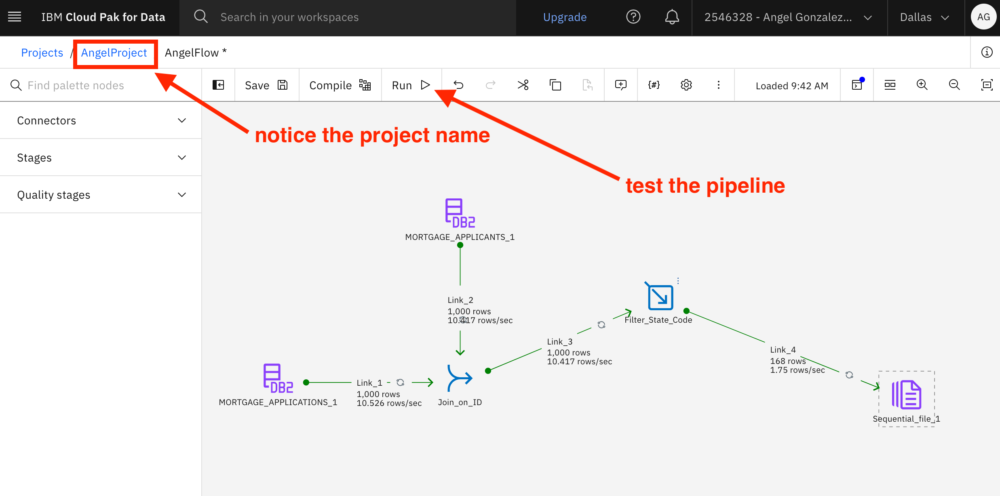 IBM Cloud Pak for Data
Search in your workspaces
Upgrade
2546328 - Angel Gonzalez...
Dallas
AG
Projects / AngelProject AngelFlow *
Find palette nodes
Save
Compile
Run
{#}
Loaded 9:42 AM
Connectors
Stages
Quality stages
notice the project name
test the pipeline
DB2
MORTGAGE_APPLICANTS_1
Link_2
1,000 rows
10.417 rows/sec
Filter_State_Code
Link_3
1,000 rows
10.417 rows/sec
Link_4
168 rows
1.75 rows/sec
DB2
MORTGAGE_APPLICATIONS_1
Link_1
1,000 rows
10.526 rows/sec
Join_on_ID
Sequential_file_1